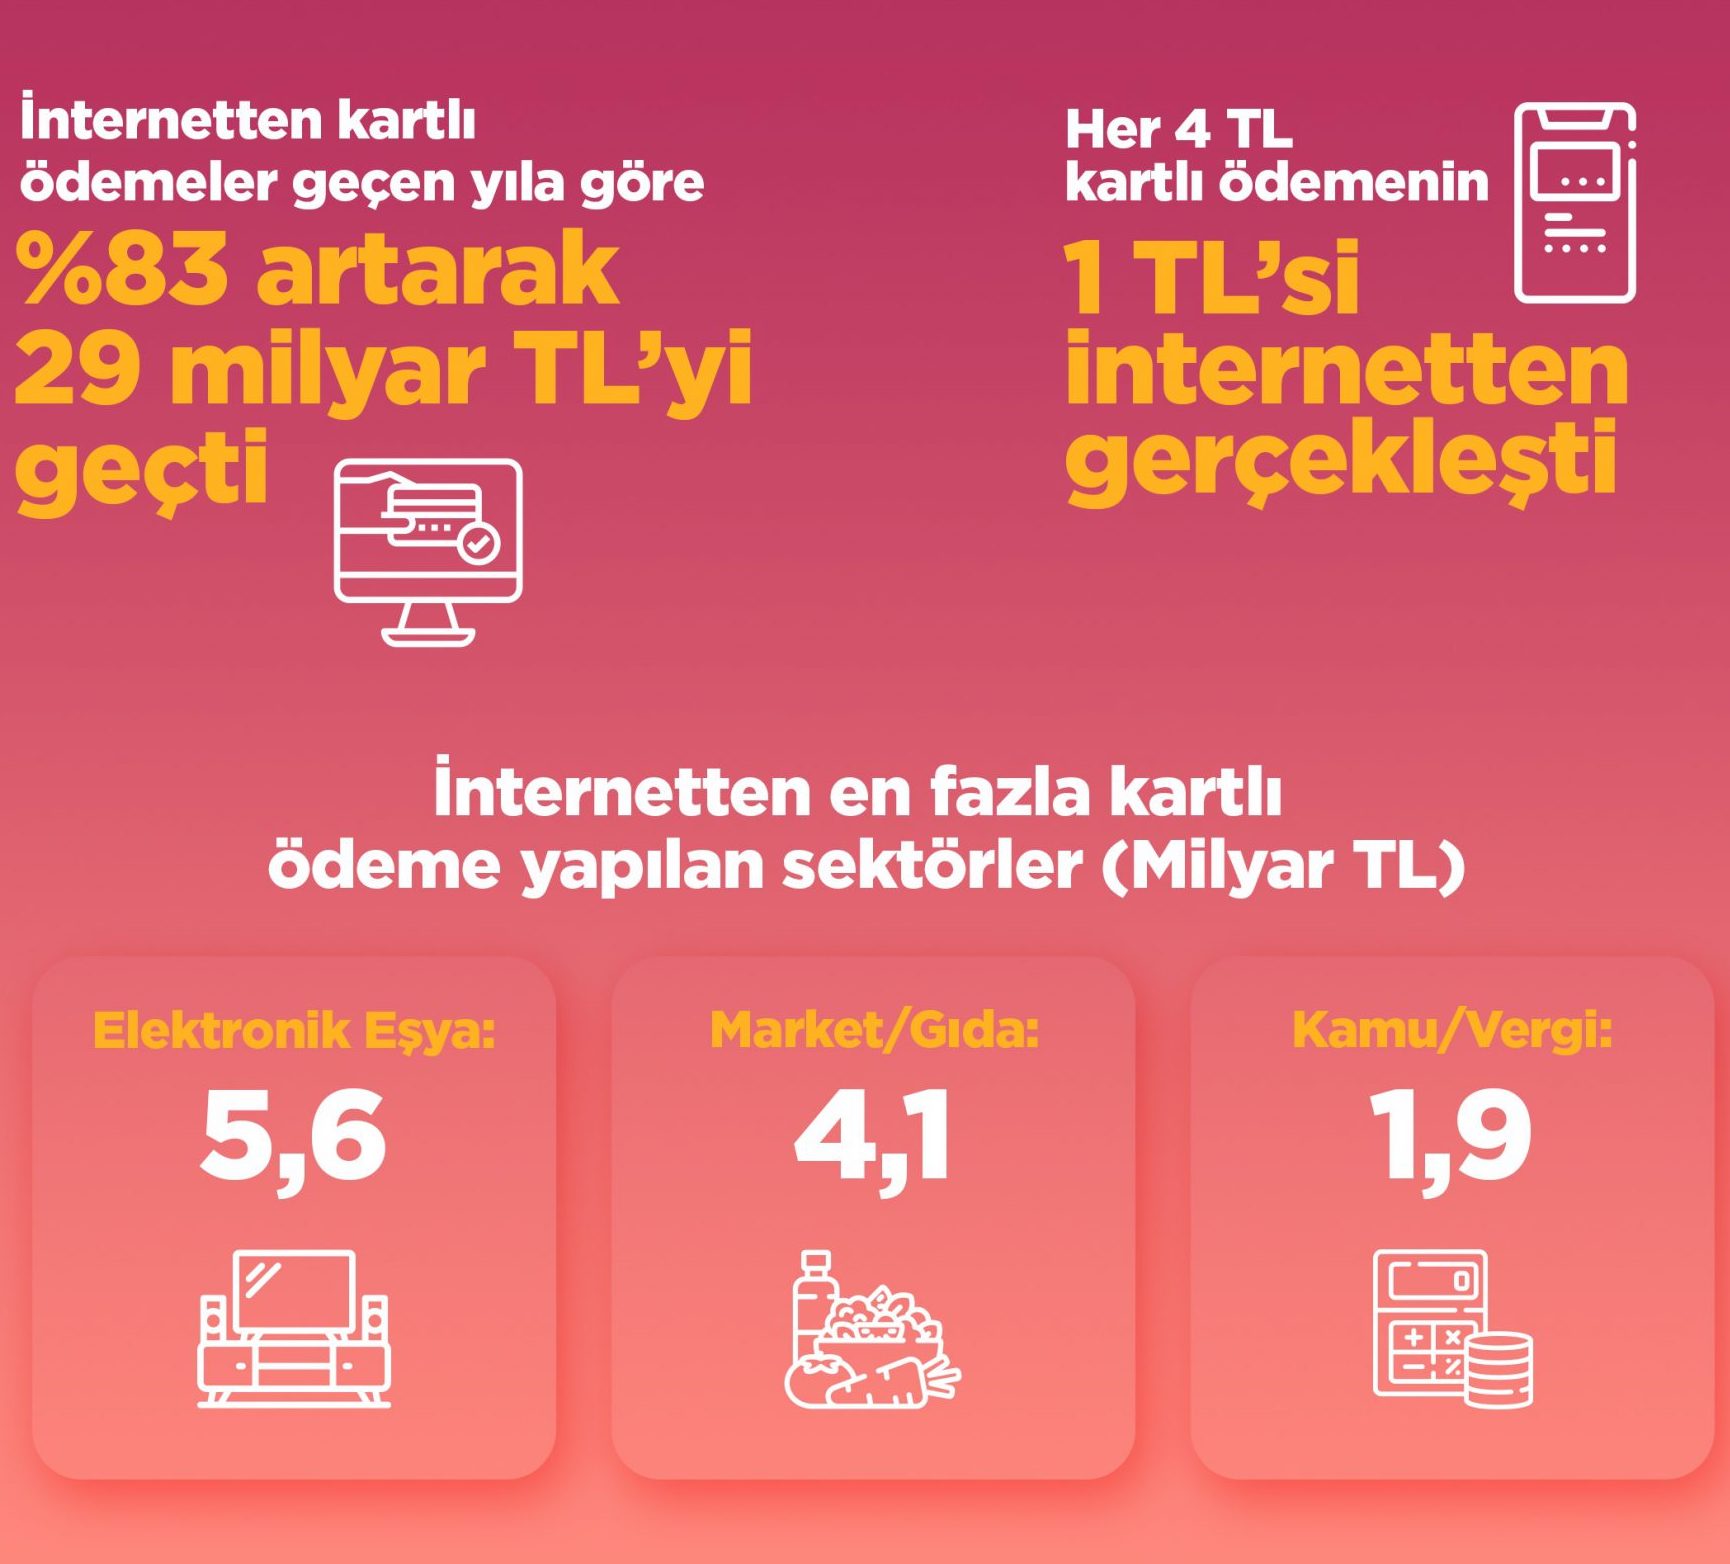 İnternetten kartlı
ödemeler geçen yıla göre
%83 artarak
29 milyar TL’yi
geçti
Her 4 TL
kartlı ödemenin
1 TL’si
internetten
gerçekleşti
İnternetten en fazla kartlı
ödeme yapılan sektörler (Milyar TL)
Elektronik Eşya:
5,6
Market/Gıda:
4,1
Kamu/Vergi:
1,9